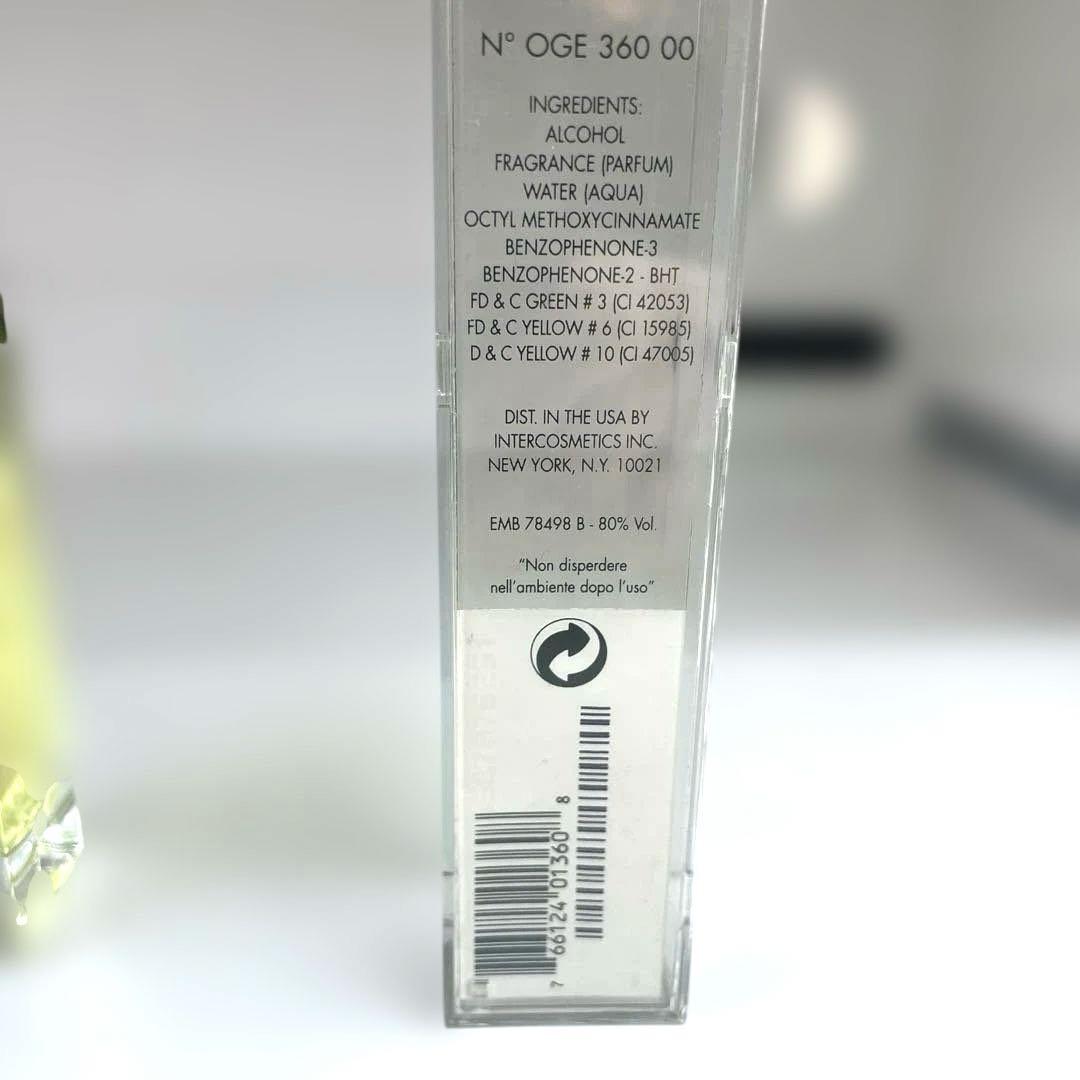 N° OGE 360 00
INGREDIENTS:
ALCOHOL
FRAGRANCE (PARFUM)
WATER (AQUA)
OCTYL METHOXYCINNAMATE
BENZOPHENONE-3
BENZOPHENONE-2 - BHT
FD & C GREEN # 3 (CI 42053)
FD & C YELLOW # 6 (CI 15985)
D & C YELLOW # 10 (CI 47005)
DIST. IN THE USA BY
INTERCOSMETICS INC.
NEW YORK, N.Y. 10021
EMB 78498 B - 80% Vol.
"Non disperdere
nell'ambiente dopo l'uso"
7 66124 01360 8